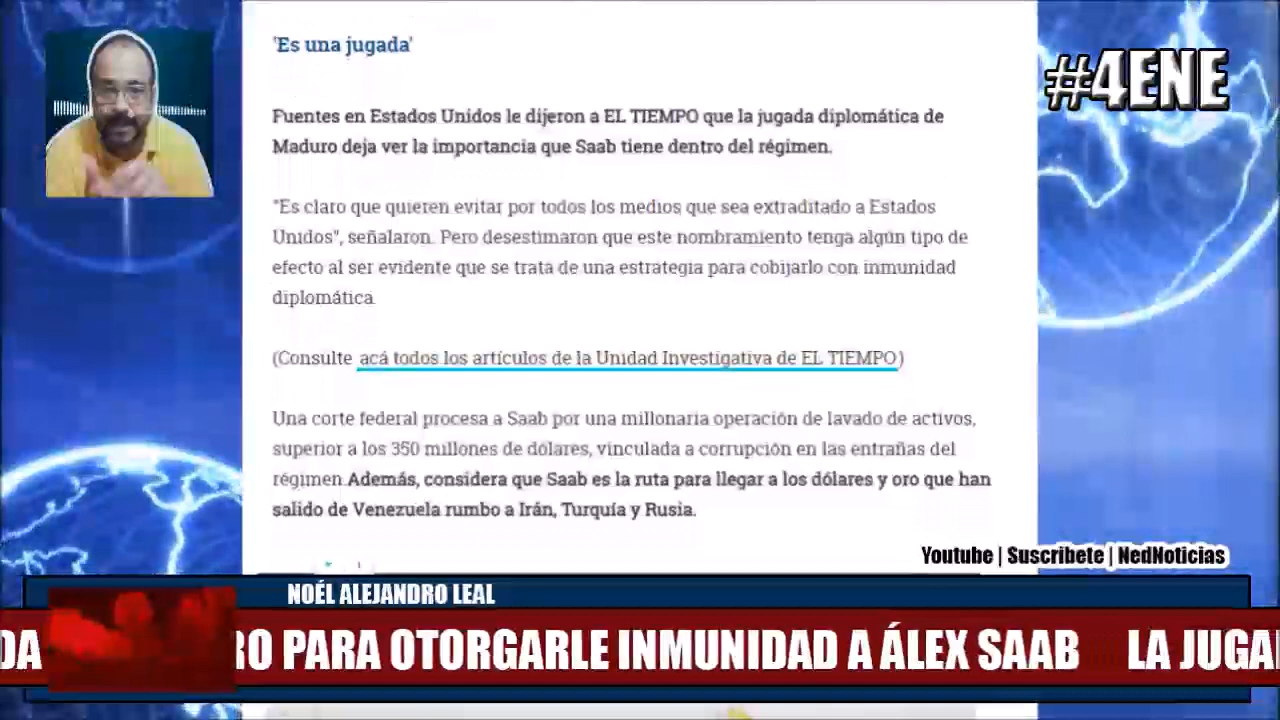 'Es una jugada'
#4ENE
Fuentes en Estados Unidos le dijeron a EL TIEMPO que la jugada diplomática de
Maduro deja ver la importancia que Saab tiene dentro del régimen.
"Es claro que quieren evitar por todos los medios que sea extraditado a Estados
Unidos", señalaron. Pero desestimaron que este nombramiento tenga algún tipo de
efecto al ser evidente que se trata de una estrategia para cobijarlo con inmunidad
diplomática.
(Consulte acá todos los artículos de la Unidad Investigativa de EL TIEMPO)
Una corte federal procesa a Saab por una millonaria operación de lavado de activos,
superior a los 350 millones de dólares, vinculada a corrupción en las entrañas del
régimen.Además, considera que Saab es la ruta para llegar a los dólares y oro que han
salido de Venezuela rumbo a Irán, Turquía y Rusia.
Youtube | Suscribete | NedNoticias
NOÉL ALEJANDRO LEAL
DA RO PARA OTORGARLE INMUNIDAD A ÁLEX SAAB LA JUGA